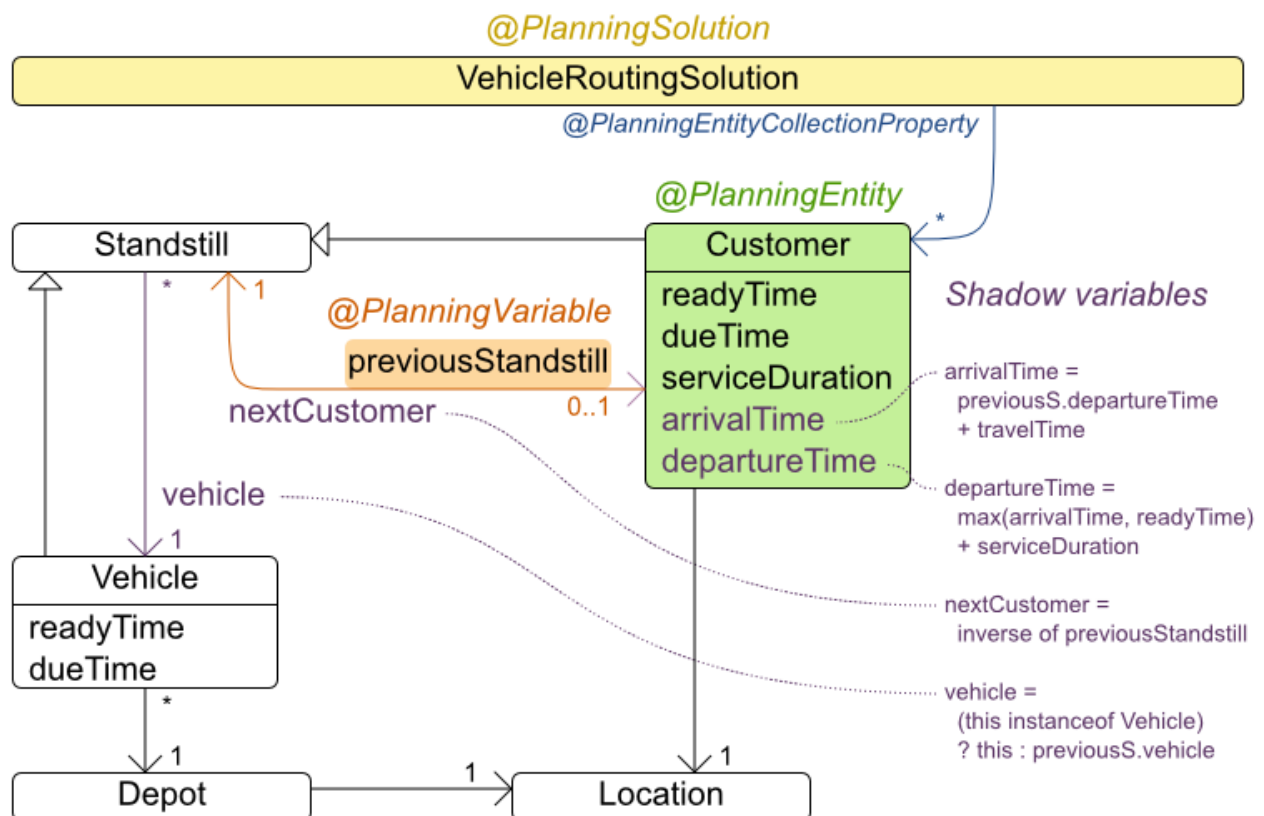 @PlanningSolution
VehicleRoutingSolution
@PlanningEntityCollectionProperty
@PlanningEntity
*
Standstill
Customer
*
1
@PlanningVariable
previousStandstill
0..1
nextCustomer
vehicle
1
readyTime
dueTime
serviceDuration
arrivalTime
departureTime
Shadow variables
arrivalTime =
previousS.departureTime
+ travelTime
departureTime =
max(arrivalTime, readyTime)
+ serviceDuration
nextCustomer =
inverse of previousStandstill
vehicle =
(this instanceof Vehicle)
? this : previousS.vehicle
Vehicle
readyTime
dueTime
*
1
1
1
Depot
Location